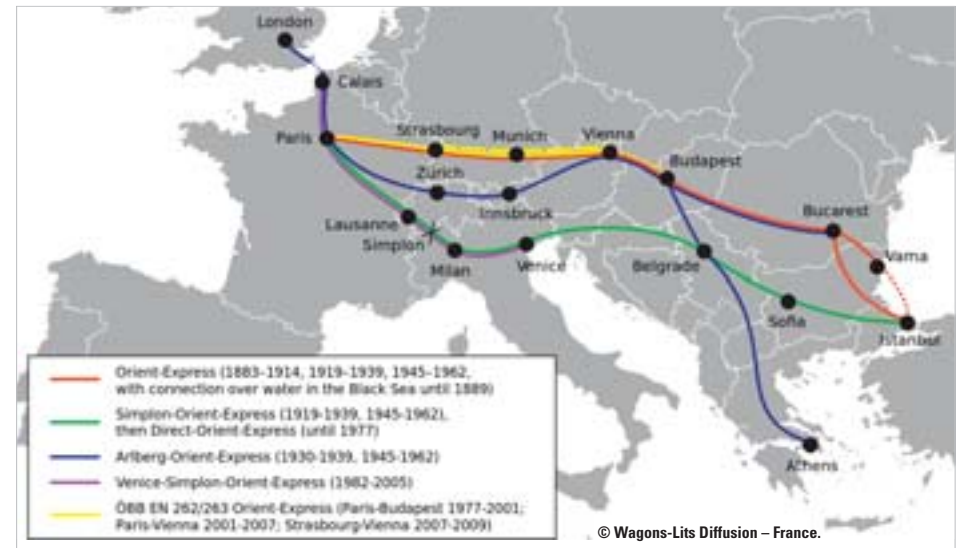 London
Calais
Paris
Strasbourg
Munich
Vienna
Budapest
Zurich
Innsbruck
Bucarest
Lausanne
Simplon
Milan
Venice
Belgrade
Varna
Sofia
Istanbul
Athens
Orient-Express (1883–1914, 1919–1939, 1945–1962,
with connection over water in the Black Sea until 1889)
Simplon-Orient-Express (1919-1939, 1945-1962),
then Direct-Orient-Express (until 1977)
Arlberg-Orient-Express (1930-1939, 1945-1962)
Venice-Simplon-Orient-Express (1982-2005)
ÖBB EN 262/263 Orient-Express (Paris-Budapest 1977-2001;
Paris-Vienna 2001-2007; Strasbourg-Vienna 2007-2009)
© Wagons-Lits Diffusion – France.